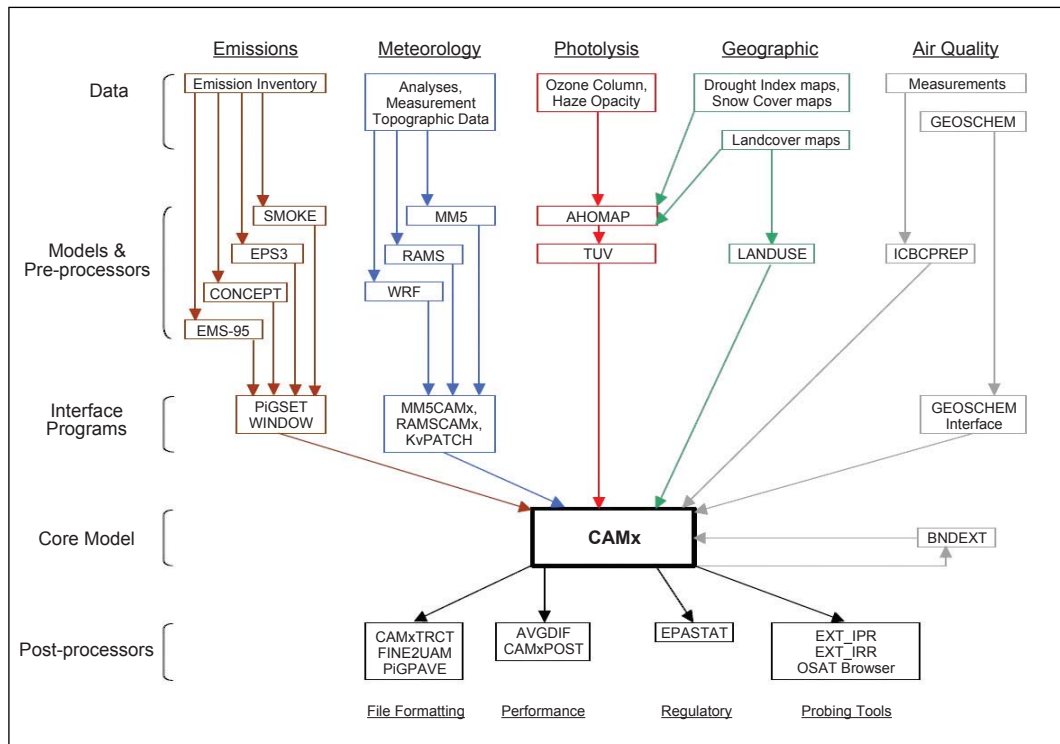 Emissions
Meteorology
Photolysis
Geographic
Air Quality
Data
Emission Inventory
Analyses,
Measurement
Topographic Data
Ozone Column,
Haze Opacity
Drought Index maps,
Snow Cover maps
Landcover maps
Measurements
GEOSCHEM
Models &
Pre-processors
SMOKE
EPS3
CONCEPT
EMS-95
MM5
RAMS
WRF
AHOMAP
TUV
LANDUSE
ICBCPREP
Interface
Programs
PiGSET
WINDOW
MM5CAMx,
RAMSCAMx,
KvPATCH
GEOSCHEM
Interface
Core Model
CAMx
BNDEXT
Post-processors
CAMxTRCT
FINE2UAM
PiGPAVE
AVGDIF
CAMxPOST
EPASTAT
EXT_IPR
EXT_IRR
OSAT Browser
File Formatting
Performance
Regulatory
Probing Tools